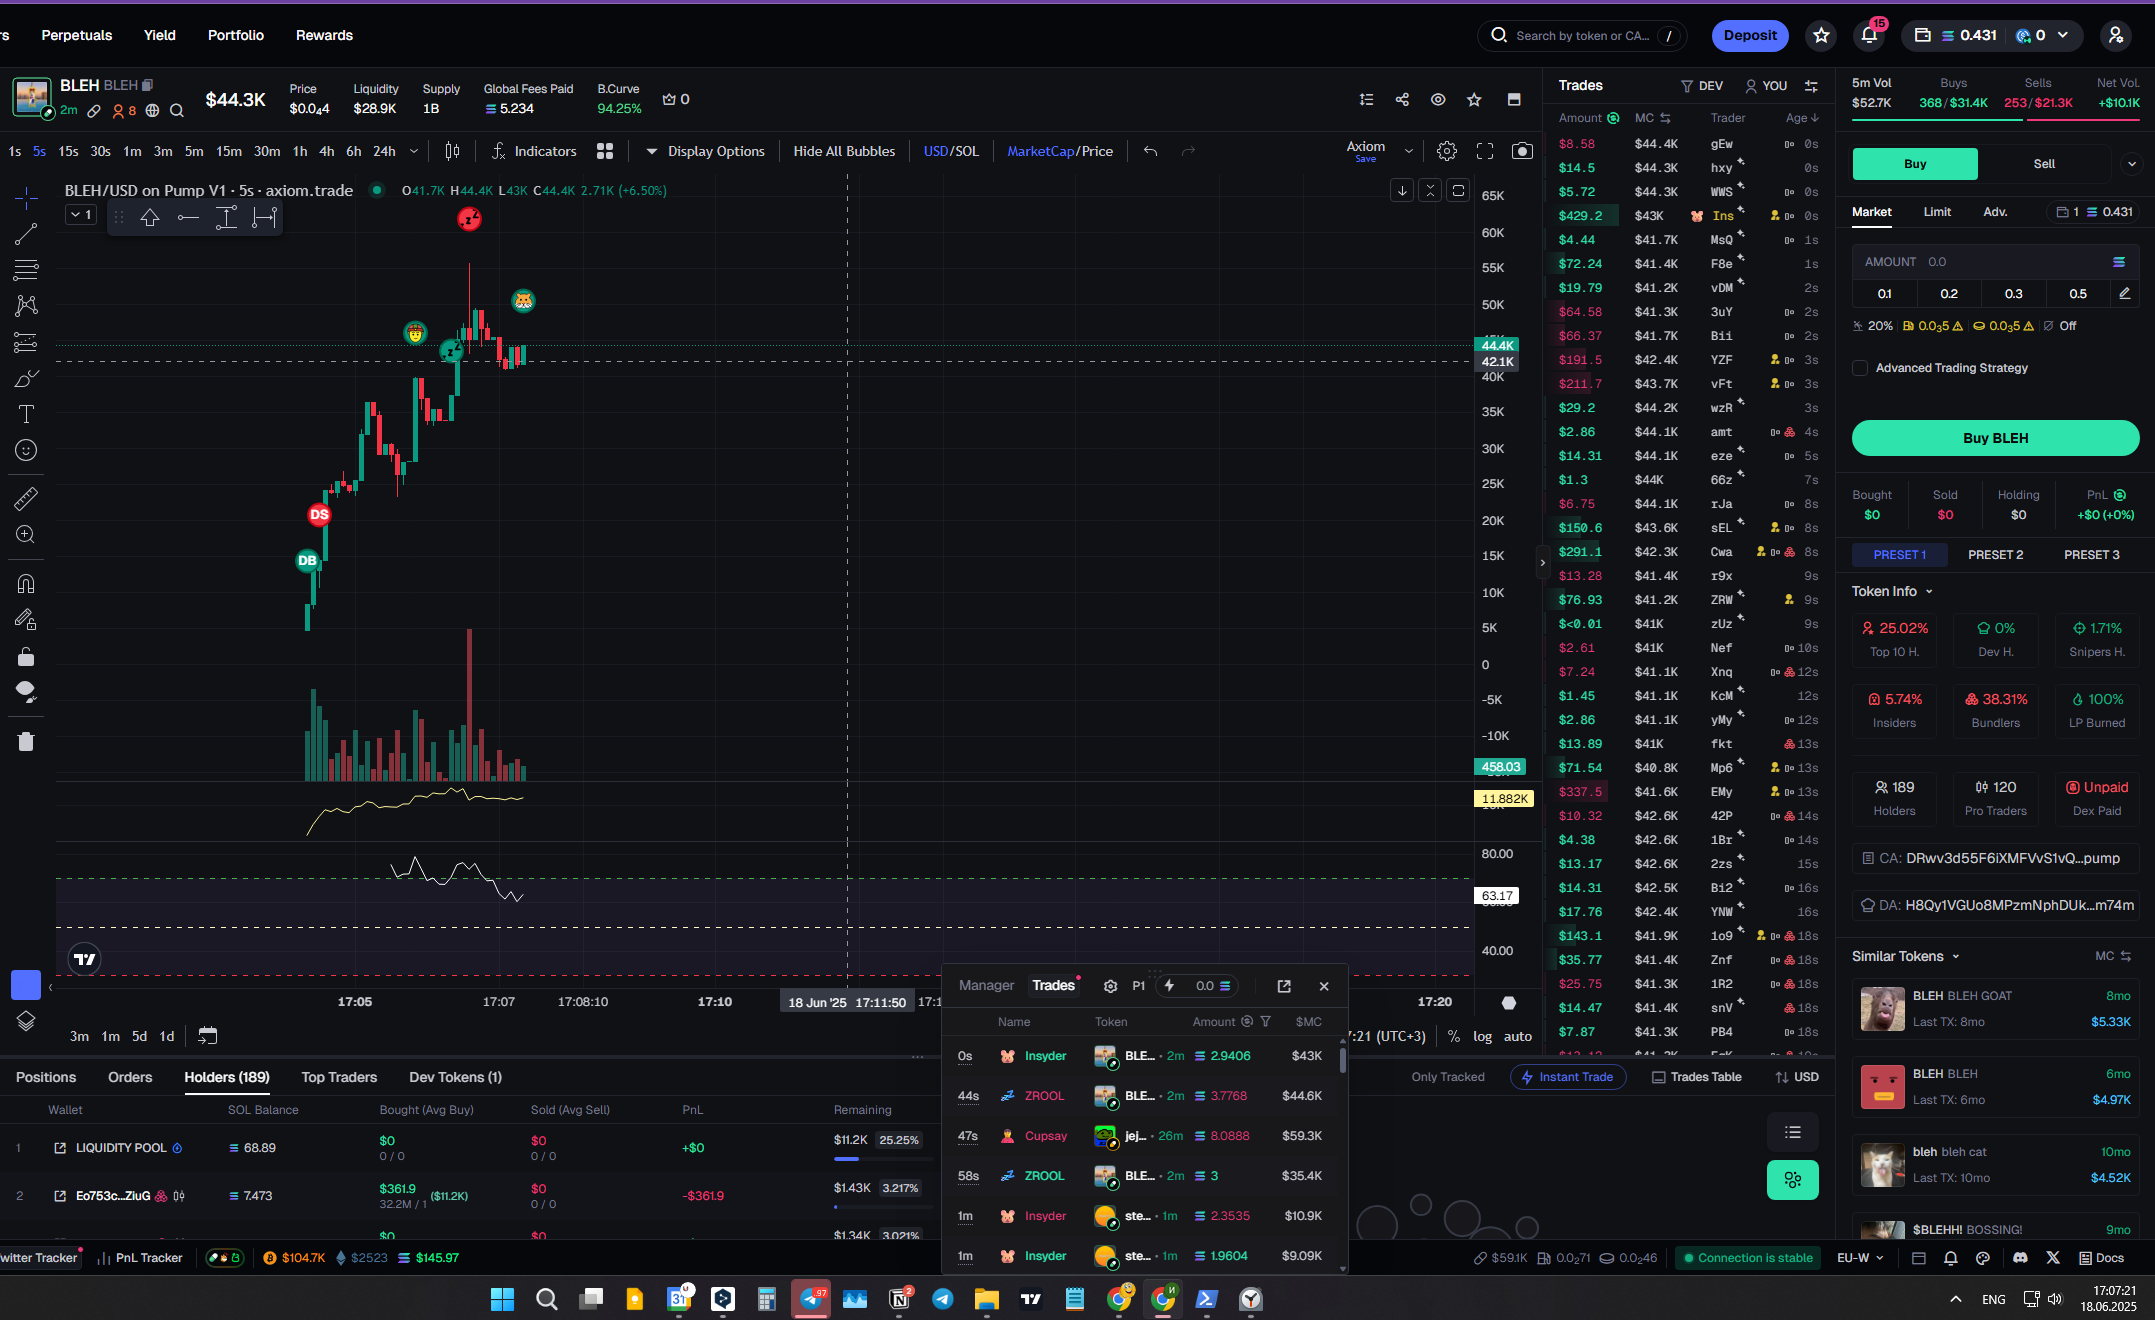 rs Perpetuals Yield Portfolio Rewards Search by token or CA... / Deposit 15 0.431 0
BLEH BLEH
2m 8
$44.3K
Price Liquidity Supply Global Fees Paid B.Curve
$0.0₄4 $28.9K 1B 5.234 94.25% 0
1s 5s 15s 30s 1m 3m 5m 15m 30m 1h 4h 6h 24h Indicators Display Options Hide All Bubbles USD/SOL MarketCap/Price Axiom
Save
BLEH/USD on Pump V1 · 5s · axiom.trade O41.7K H44.4K L43K C44.4K 2.71K (+6.50%)
1
DS
DB
65K
60K
55K
50K
44.4K
42.1K
40K
35K
30K
25K
20K
15K
10K
5K
0
-5K
-10K
458.03
11.882K
80.00
63.17
40.00
17:05 17:07 17:08:10 17:10 18 Jun '25 17:11:50 17:20
3m 1m 5d 1d 7:21 (UTC+3) % log auto
Trades DEV YOU
Amount MC Trader Age
$8.58 $44.4K gEw 0s
$14.5 $44.3K hxy 0s
$5.72 $44.3K WWS 0s
$429.2 $43K Ins 0s
$4.44 $41.7K MsQ 1s
$72.24 $41.4K F8e 1s
$19.79 $41.2K vDM 2s
$64.58 $41.3K 3uY 2s
$66.37 $41.7K Bii 2s
$191.5 $42.4K YZF 3s
$211.7 $43.7K vFt 3s
$29.2 $44.2K wzR 3s
$2.86 $44.1K amt 4s
$14.31 $44.1K eze 5s
$1.3 $44K 66z 7s
$6.75 $44.1K rJa 8s
$150.6 $43.6K sEL 8s
$291.1 $42.3K Cwa 8s
$13.28 $41.4K r9x 9s
$76.93 $41.2K ZRW 9s
$<0.01 $41K zUz 9s
$2.61 $41K Nef 10s
$7.24 $41.1K Xnq 12s
$1.45 $41.1K KcM 12s
$2.86 $41.1K yMy 12s
$13.89 $41K fkt 13s
$71.54 $40.8K Mp6 13s
$337.5 $41.6K EMy 13s
$10.32 $42.6K 42P 14s
$4.38 $42.6K 1Br 14s
$13.17 $42.6K 2zs 15s
$14.31 $42.5K Bi2 16s
$17.76 $42.4K YNW 16s
$143.1 $41.9K 1o9 18s
$35.77 $41.4K Znf 18s
$25.75 $41.3K 1R2 18s
$14.47 $41.4K snV 18s
$7.87 $41.3K PB4 18s
5m Vol Buys Sells Net Vol.
$52.7K 368/$31.4K 253/$21.3K +$10.1K
Buy Sell
Market Limit Adv. 1 0.431
AMOUNT 0.0
0.1 0.2 0.3 0.5
20% 0.0₃5 0.0₃5 Off
Advanced Trading Strategy
Buy BLEH
Bought Sold Holding PnL
$0 $0 $0 +$0 (+0%)
PRESET 1 PRESET 2 PRESET 3
Token Info
25.02% 0% 1.71%
Top 10 H. Dev H. Snipers H.
5.74% 38.31% 100%
Insiders Bundlers LP Burned
189 120 Unpaid
Holders Pro Traders Dex Paid
CA: DRwv3d55F6iXMFVvS1vQ...pump
DA: H8Qy1VGUo8MPzmNphDUk...m74m
Similar Tokens MC
BLEH BLEH GOAT 8mo
Last TX: 8mo $5.33K
BLEH BLEH 6mo
Last TX: 6mo $4.97K
bleh bleh cat 10mo
Last TX: 10mo $4.52K
$BLEHH! BOSSING! 9mo
Positions Orders Holders (189) Top Traders Dev Tokens (1) Only Tracked Instant Trade Trades Table USD
Wallet SOL Balance Bought (Avg Buy) Sold (Avg Sell) PnL Remaining
1 LIQUIDITY POOL 68.89 $0 $0 +$0 $11.2K 25.25%
0 / 0 0 / 0
2 Eo753c...ZiuG 7.473 $361.9 $0 -$361.9 $1.43K 3.217%
32.2M / 1 ($11.2K) 0 / 0
$0 $0 $1.34K 3.021%
Manager Trades P1 0.0
Name Token Amount $MC
0s Insyder BLE... · 2m 2.9406 $43K
44s ZROOL BLE... · 2m 3.7768 $44.6K
47s Cupsay jej... · 26m 8.0888 $59.3K
58s ZROOL BLE... · 2m 3 $35.4K
1m Insyder ste... · 1m 2.3535 $10.9K
1m Insyder ste... · 1m 1.9604 $9.09K
witter Tracker PnL Tracker $104.7K $2523 $145.97 $59.1K 0.0₂71 0.0₂46 Connection is stable EU-W Docs
31 .97 2 ENG 17:07:21
18.06.2025